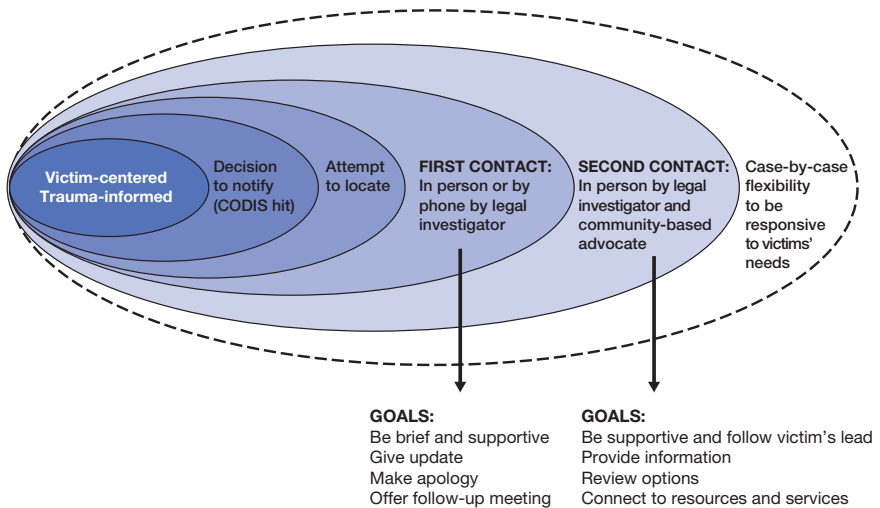 Victim-centered
Trauma-informed
Decision
to notify
(CODIS hit)
Attempt
to locate
FIRST CONTACT:
In person or by
phone by legal
investigator
SECOND CONTACT:
In person by legal
investigator and
community-based
advocate
Case-by-case
flexibility
to be
responsive
to victims’
needs
GOALS:
Be brief and supportive
Give update
Make apology
Offer follow-up meeting
GOALS:
Be supportive and follow victim’s lead
Provide information
Review options
Connect to resources and services